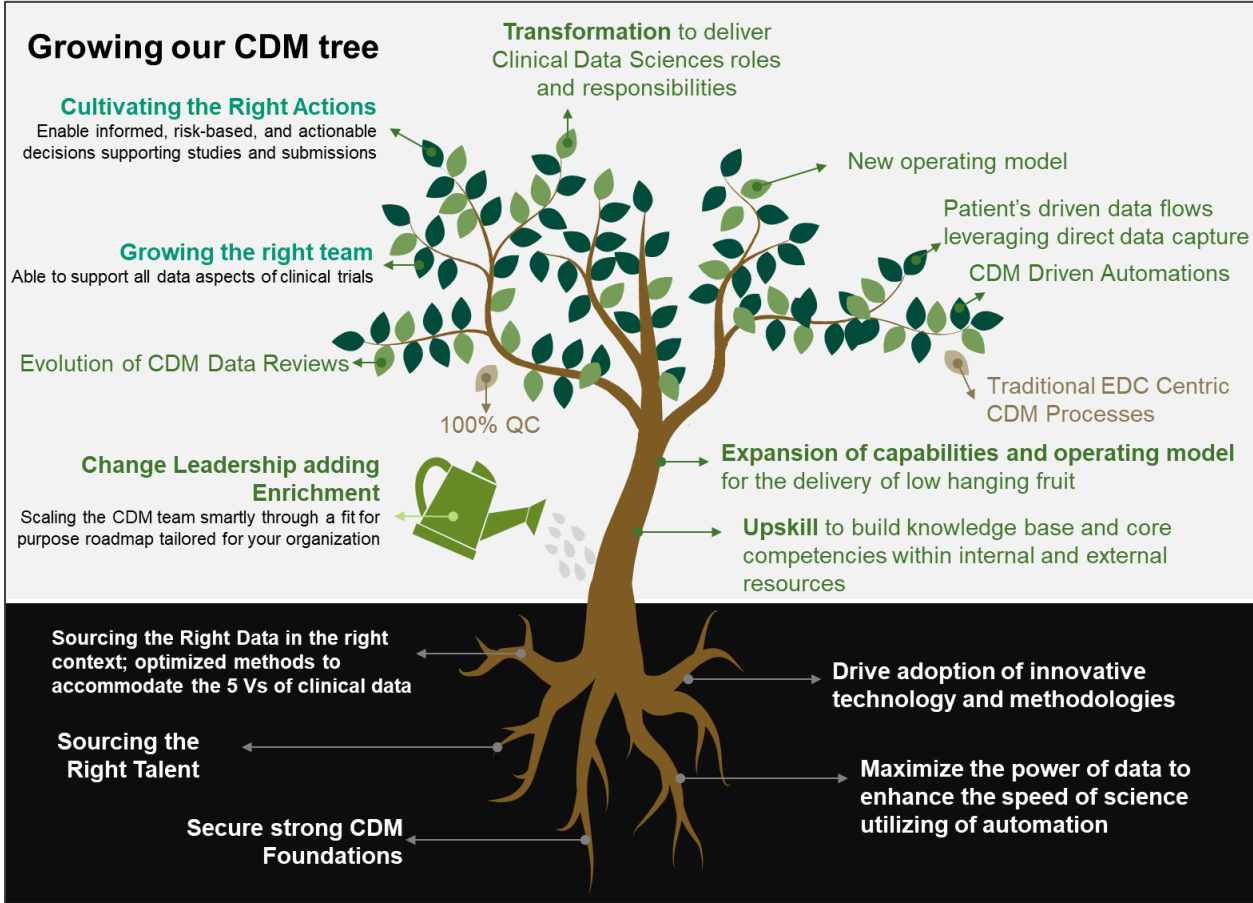 Growing our CDM tree
Transformation to deliver
Clinical Data Sciences roles
and responsibilities
Cultivating the Right Actions
Enable informed, risk-based, and actionable
decisions supporting studies and submissions
New operating model
Patient's driven data flows
leveraging direct data capture
Growing the right team
Able to support all data aspects of clinical trials
CDM Driven Automations
Evolution of CDM Data Reviews
100% QC
Traditional EDC Centric
CDM Processes
Change Leadership adding
Enrichment
Scaling the CDM team smartly through a fit for
purpose roadmap tailored for your organization
Expansion of capabilities and operating model
for the delivery of low hanging fruit
Upskill to build knowledge base and core
competencies within internal and external
resources
Sourcing the Right Data in the right
context; optimized methods to
accommodate the 5 Vs of clinical data
Drive adoption of innovative
technology and methodologies
Sourcing the
Right Talent
Maximize the power of data to
enhance the speed of science
utilizing of automation
Secure strong CDM
Foundations